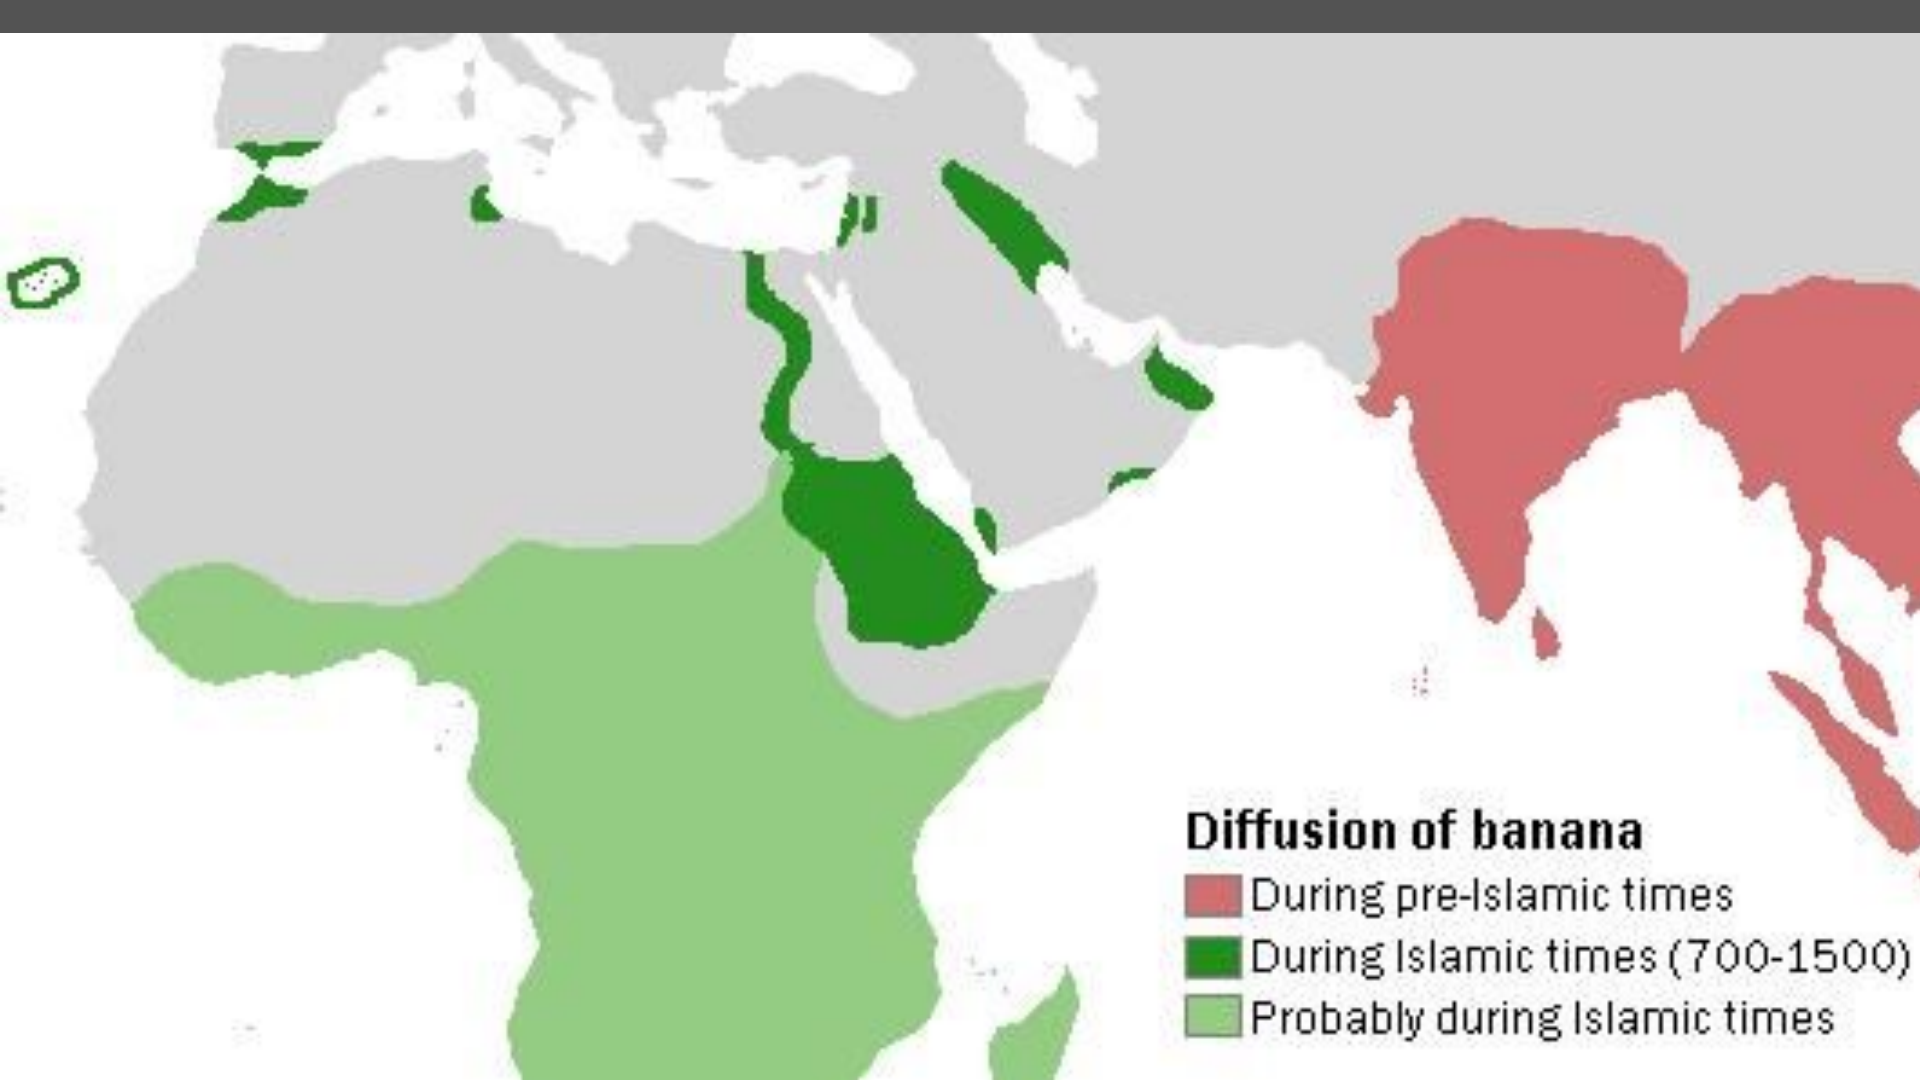 Diffusion of banana
During pre-Islamic times
During Islamic times (700-1500)
Probably during Islamic times